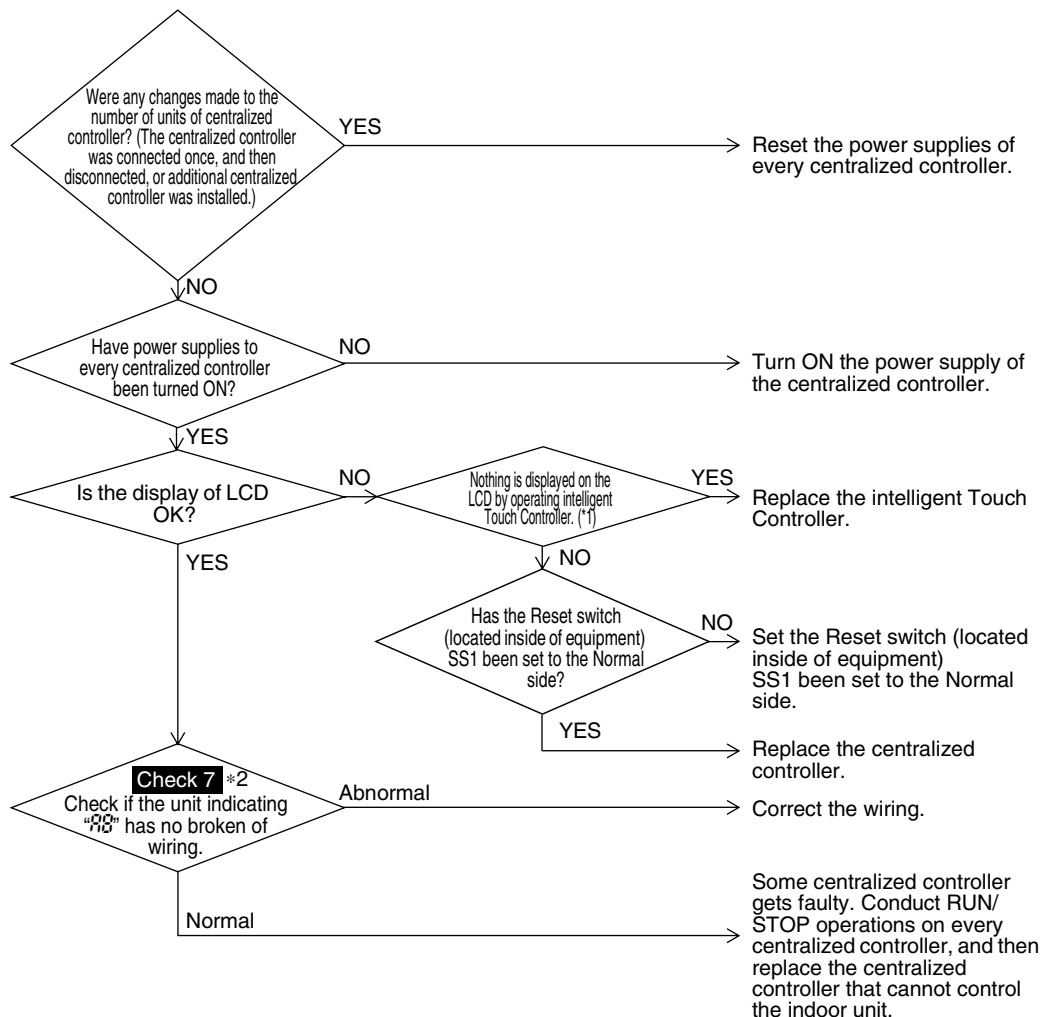 Were any changes made to the
number of units of centralized
controller? (The centralized controller
was connected once, and then
disconnected, or additional centralized
controller was installed.)
YES
Reset the power supplies of
every centralized controller.
NO
Have power supplies to
every centralized controller
been turned ON?
NO
Turn ON the power supply of
the centralized controller.
YES
Is the display of LCD
OK?
NO
Nothing is displayed on the
LCD by operating intelligent
Touch Controller. (*1)
YES
Replace the intelligent Touch
Controller.
YES
NO
Has the Reset switch
(located inside of equipment)
SS1 been set to the Normal
side?
NO
Set the Reset switch (located
inside of equipment)
SS1 been set to the Normal
side.
YES
Replace the centralized
controller.
Check 7 *2
Check if the unit indicating
has no broken of
wiring.
Abnormal
Correct the wiring.
Normal
Some centralized controller
gets faulty. Conduct RUN/
STOP operations on every
centralized controller, and then
replace the centralized
controller that cannot control
the indoor unit.